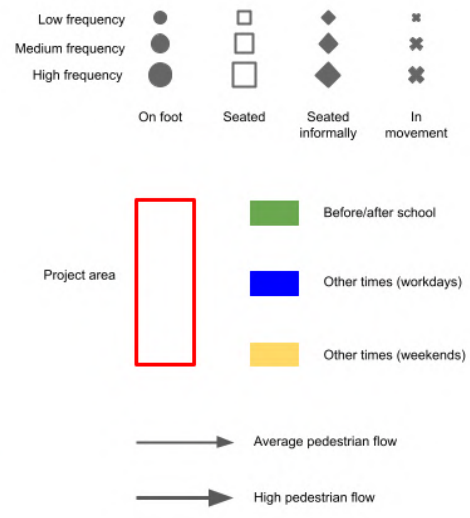 Low frequency
Medium frequency
High frequency
On foot
Seated
Seated
informally
In
movement
Before/after school
Project area
Other times (workdays)
Other times (weekends)
Average pedestrian flow
High pedestrian flow